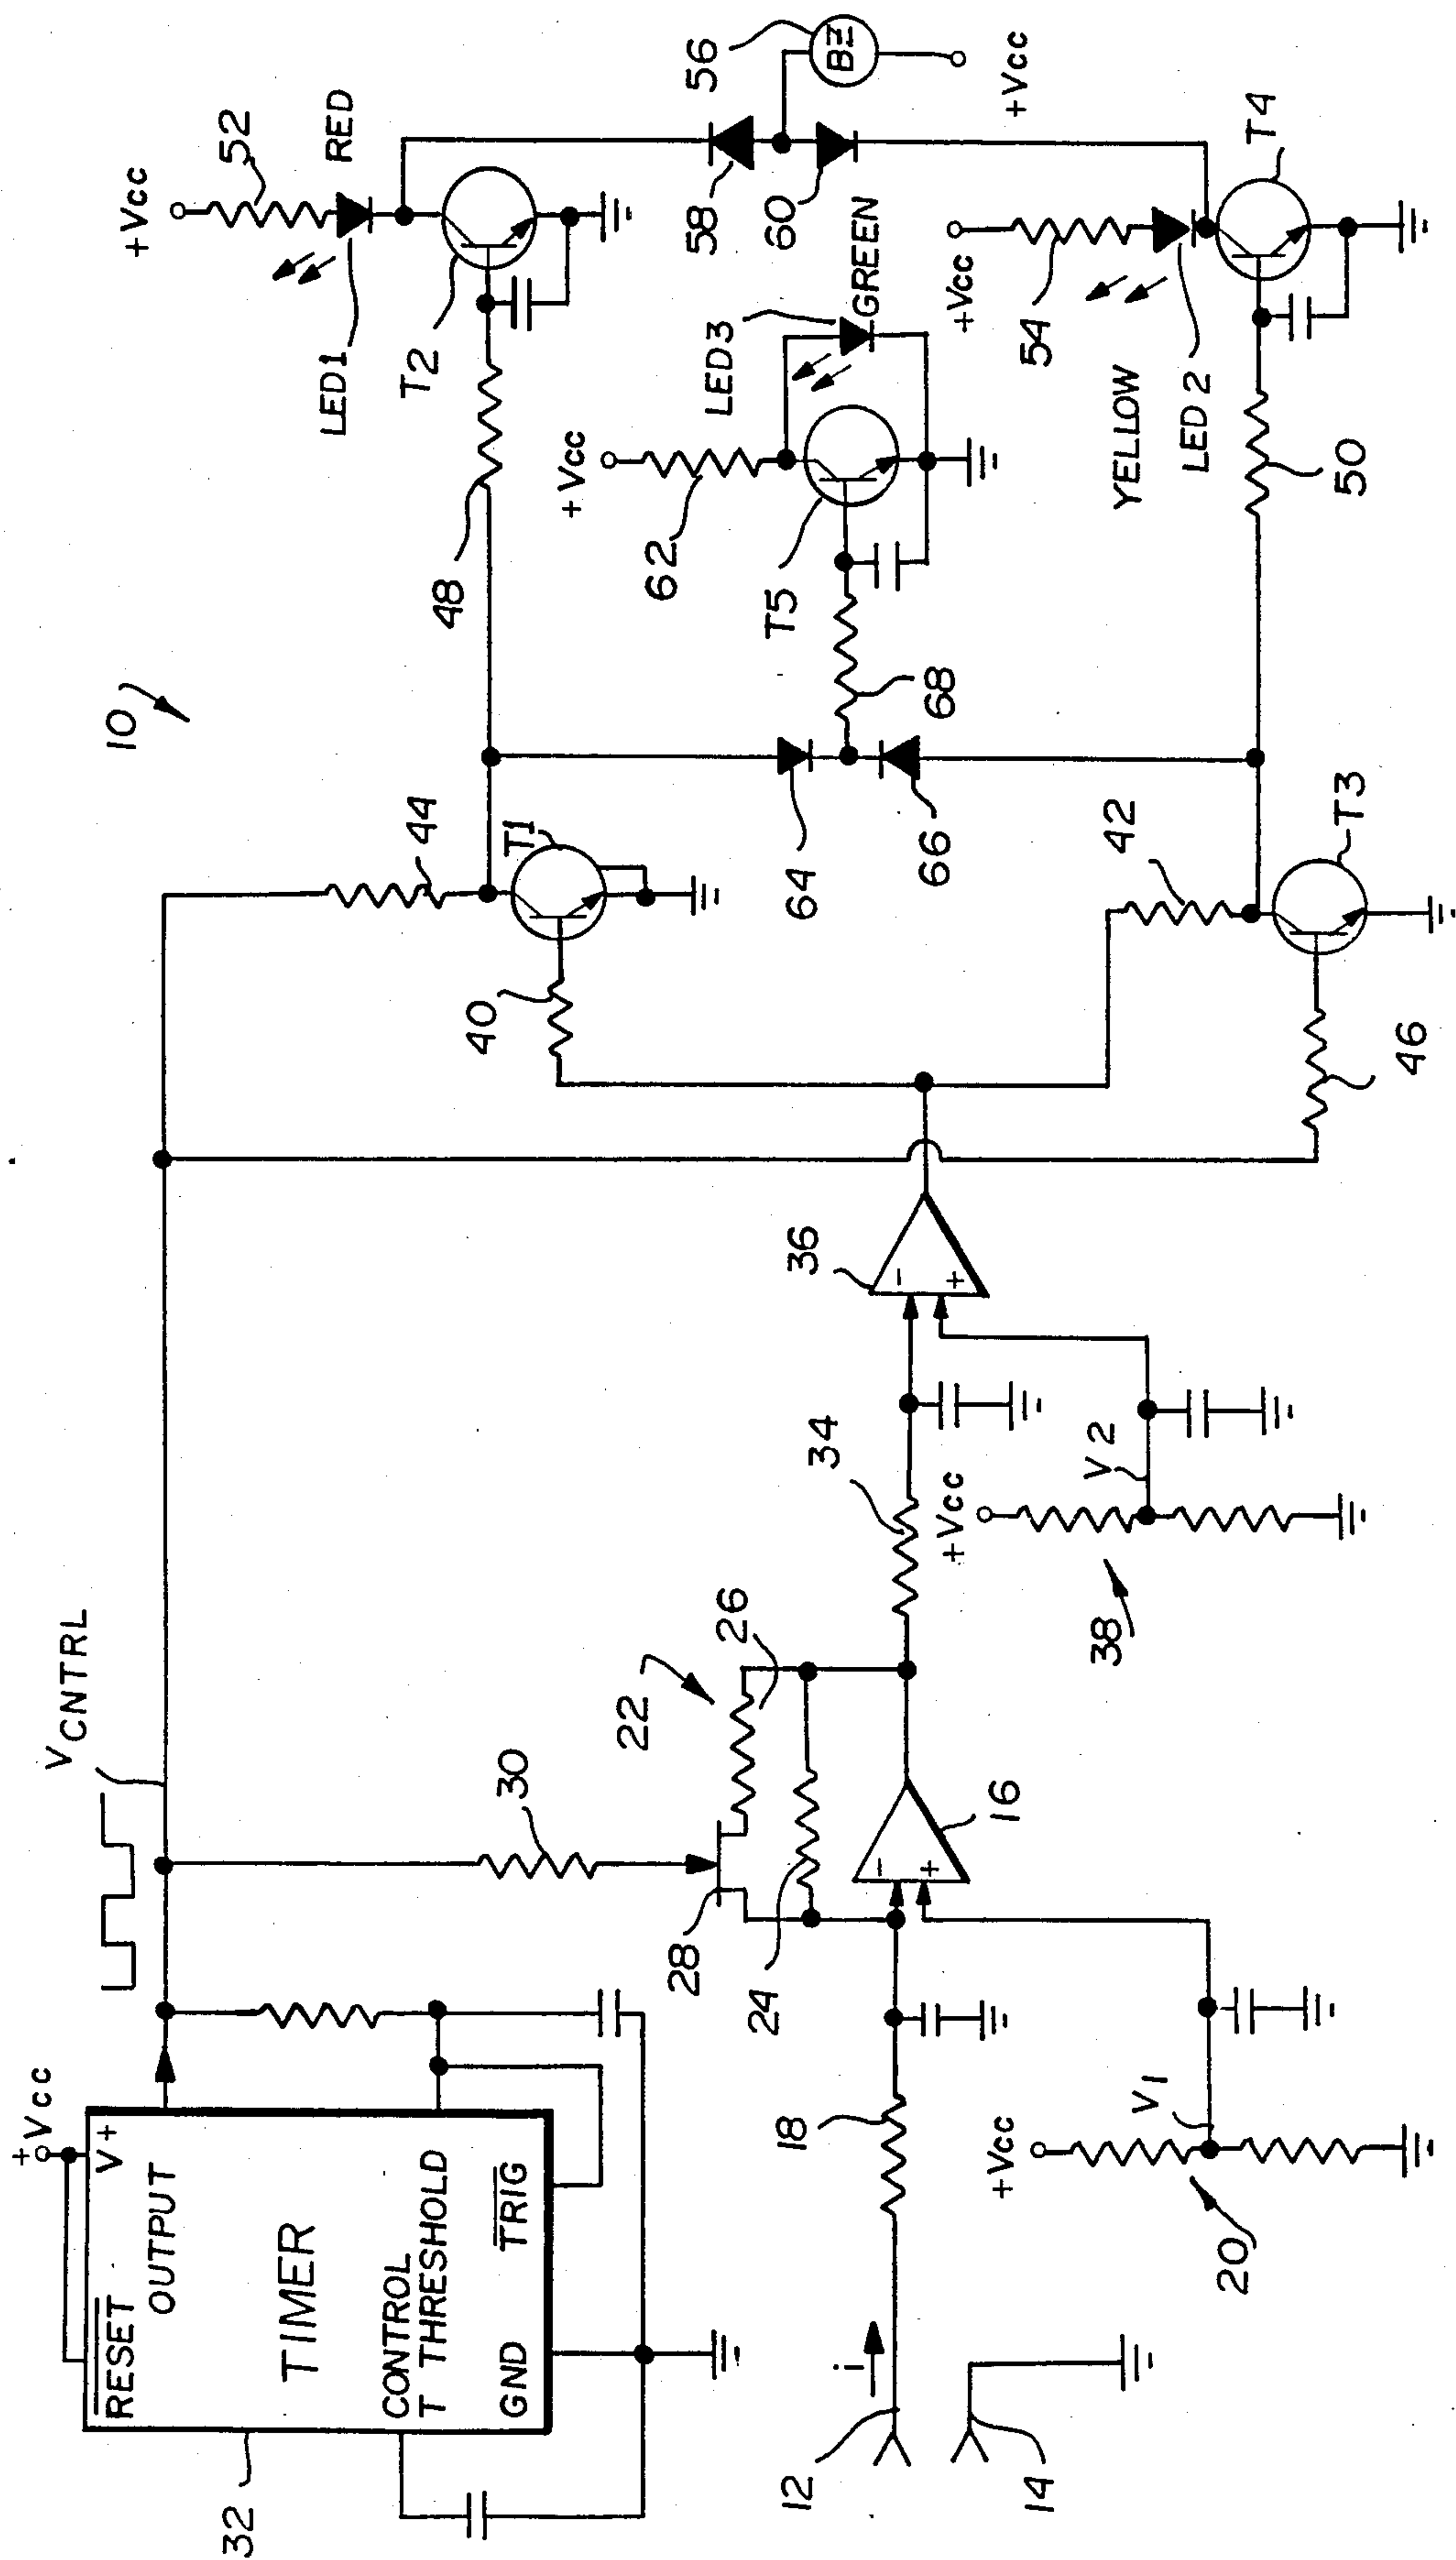 10
+Vcc
V+
RESET
OUTPUT
TIMER
CONTROL
T THRESHOLD
TRIG
GND
32
VCNTRL
30
22
26
28
24
16
12
14
i
18
+Vcc
V1
20
34
36
-
+
-
+
+Vcc
V2
38
40
44
T1
42
T3
46
48
64
66
68
T5
62
+Vcc
LED3
GREEN
+Vcc
52
RED
LED1
T2
58
60
56
BZ
+Vcc
+Vcc
54
YELLOW
LED2
T4
50